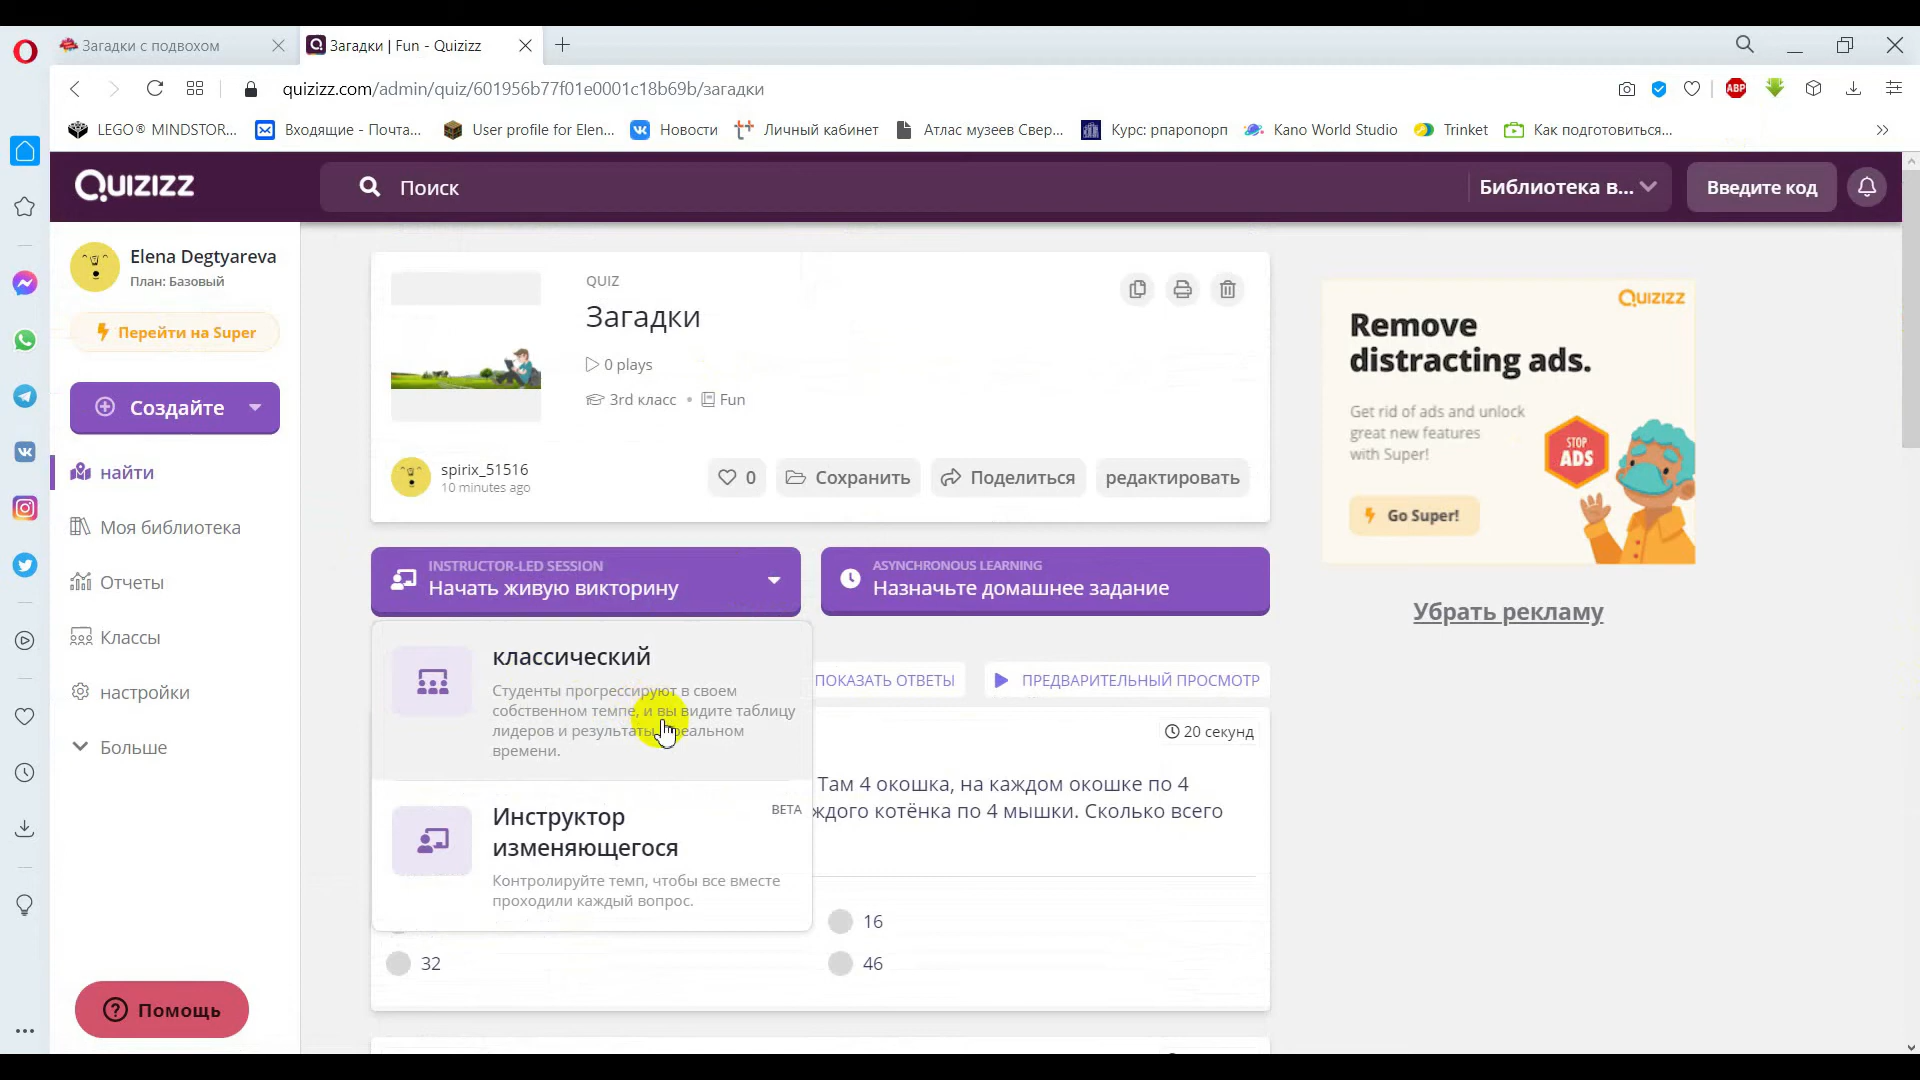 Загадки с подвохом
Загадки | Fun - Quizizz
quizizz.com/admin/quiz/601956b77f01e0001c18b69b/загадки
LEGO® MINDSTOR...
Входящие - Почта...
User profile for Elen...
Новости
Личный кабинет
Атлас музеев Свер...
Курс: рпаропорп
Kano World Studio
Trinket
Как подготовиться...
ABP
Quizizz
Поиск
Библиотека в...
Введите код
Elena Degtyareva
План: Базовый
Перейти на Super
Создайте
найти
Моя библиотека
Отчеты
Классы
настройки
Больше
Помощь
QUIZ
Загадки
0 plays
3rd класс • Fun
spirix_51516
10 minutes ago
0
Сохранить
Поделиться
редактировать
INSTRUCTOR-LED SESSION
Начать живую викторину
ASYNCHRONOUS LEARNING
Назначьте домашнее задание
классический
Студенты прогрессируют в своем
собственном темпе, и вы видите таблицу
лидеров и результаты реальном
времени.
Инструктор
изменяющегося
BETA
Контролируйте темп, чтобы все вместе
проходили каждый вопрос.
ПОКАЗАТЬ ОТВЕТЫ
ПРЕДВАРИТЕЛЬНЫЙ ПРОСМОТР
20 секунд
Там 4 окошка, на каждом окошке по 4
ждого котёнка по 4 мышки. Сколько всего
16
32
46
Quizizz
Remove
distracting ads.
Get rid of ads and unlock
great new features
with Super!
STOP
ADS
Go Super!
Убрать рекламу